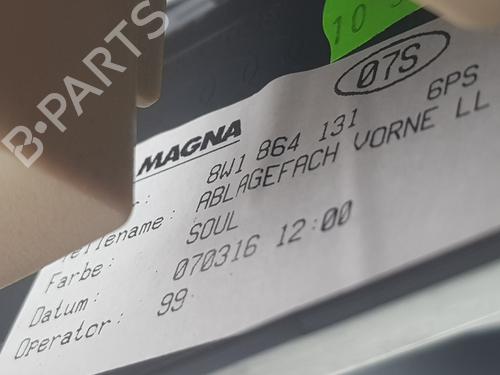 B-PARTS
10
07S
MAGNA
8W1 864 131 6PS
Teilename: ABLAGEFACH VORNE LL
Farbe: SOUL
Datum: 070316 12:00
Operator: 99